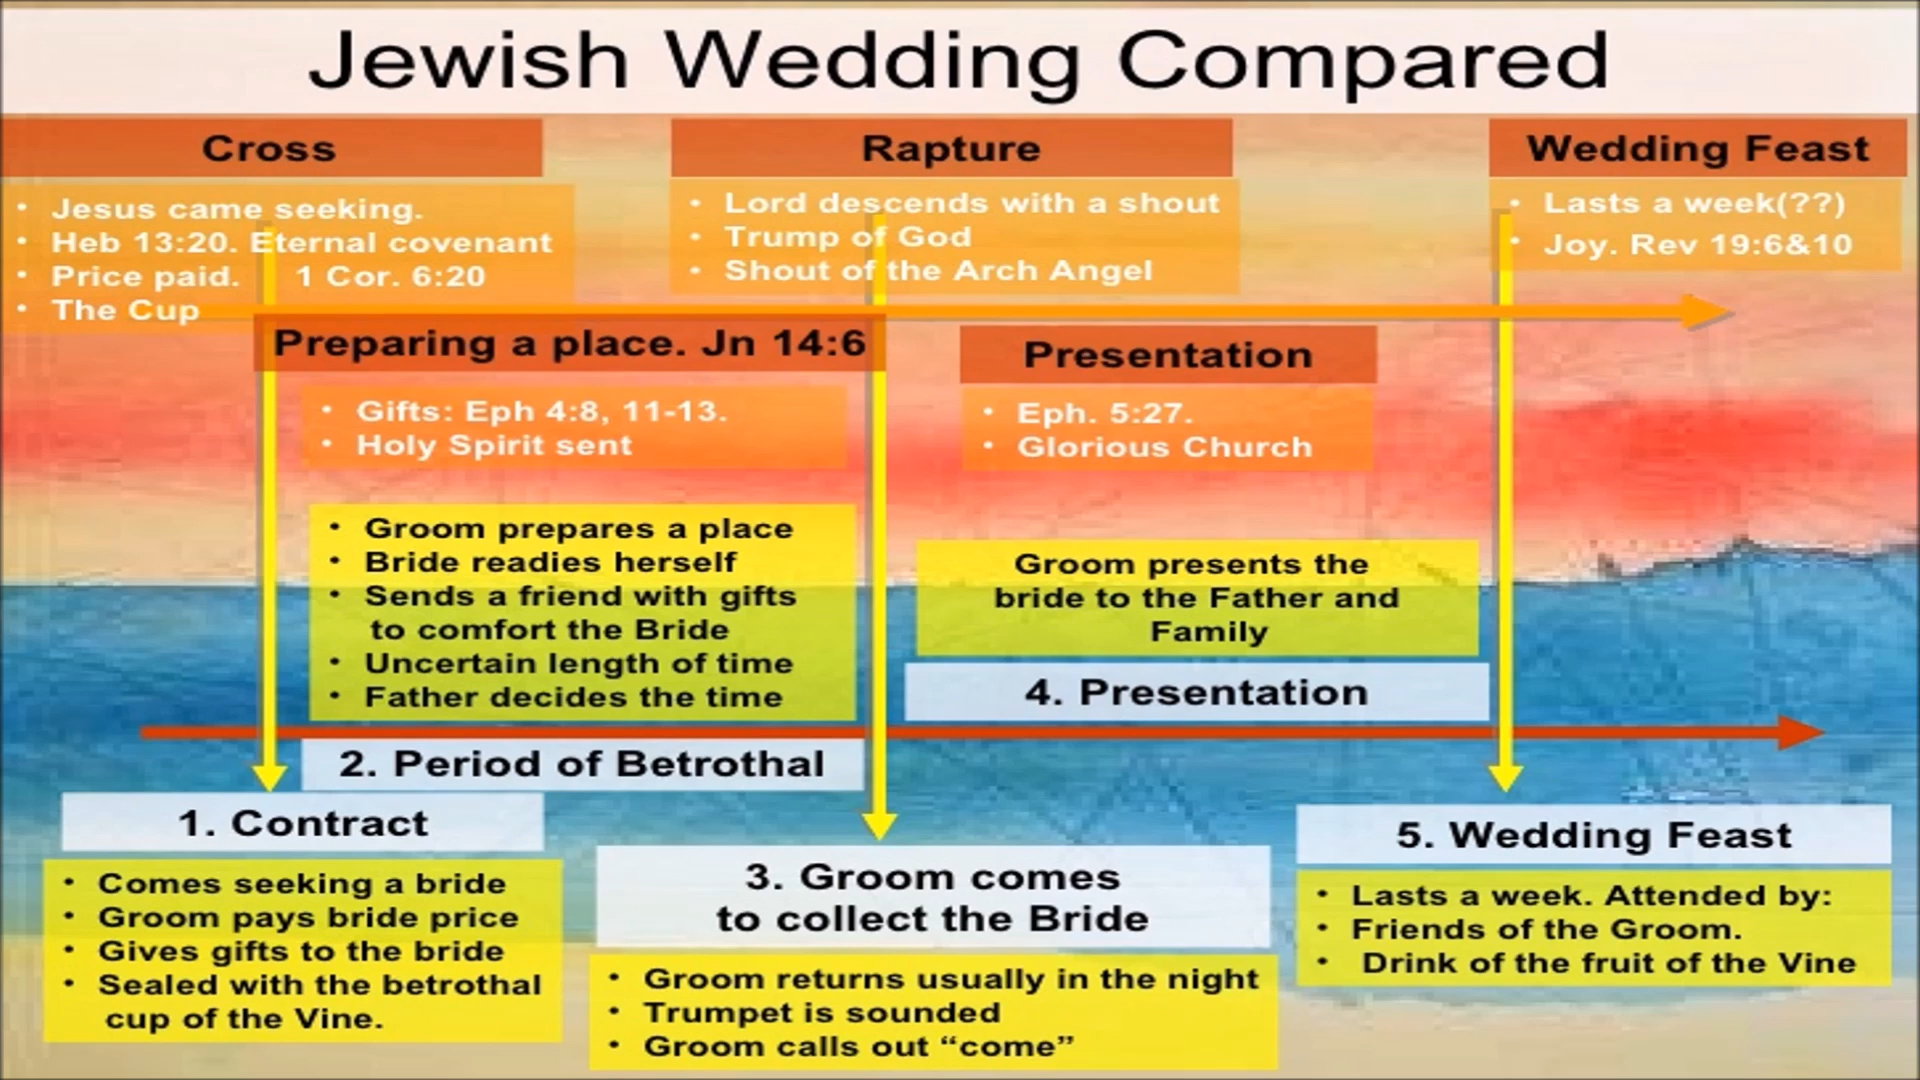 Jewish Wedding Compared
Cross
• Jesus came seeking.
• Heb 13:20. Eternal covenant
• Price paid. 1 Cor. 6:20
• The Cup
Rapture
• Lord descends with a shout
• Trump of God
• Shout of the Arch Angel
Wedding Feast
• Lasts a week(??)
• Joy. Rev 19:6&10
Preparing a place. Jn 14:6
• Gifts: Eph 4:8, 11-13.
• Holy Spirit sent
Presentation
• Eph. 5:27.
• Glorious Church
• Groom prepares a place
• Bride readies herself
• Sends a friend with gifts
to comfort the Bride
• Uncertain length of time
• Father decides the time
Groom presents the
bride to the Father and
Family
4. Presentation
2. Period of Betrothal
1. Contract
• Comes seeking a bride
• Groom pays bride price
• Gives gifts to the bride
• Sealed with the betrothal
cup of the Vine.
3. Groom comes
to collect the Bride
• Groom returns usually in the night
• Trumpet is sounded
• Groom calls out “come”
5. Wedding Feast
• Lasts a week. Attended by:
• Friends of the Groom.
• Drink of the fruit of the Vine